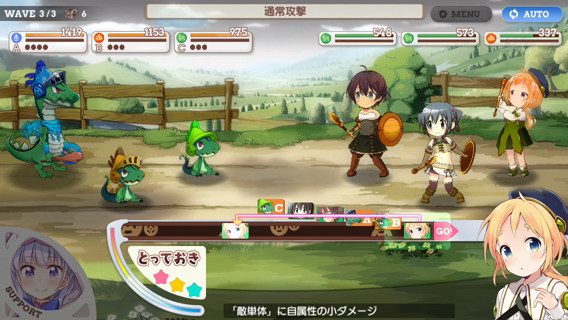 WAVE 3/3 6
通常攻撃
MENU
AUTO
1419
1153
975
548
573
337
A
B
C
C
A
B
GO!
とっておき
SUPPORT
「敵単体」に自属性の小ダメージ